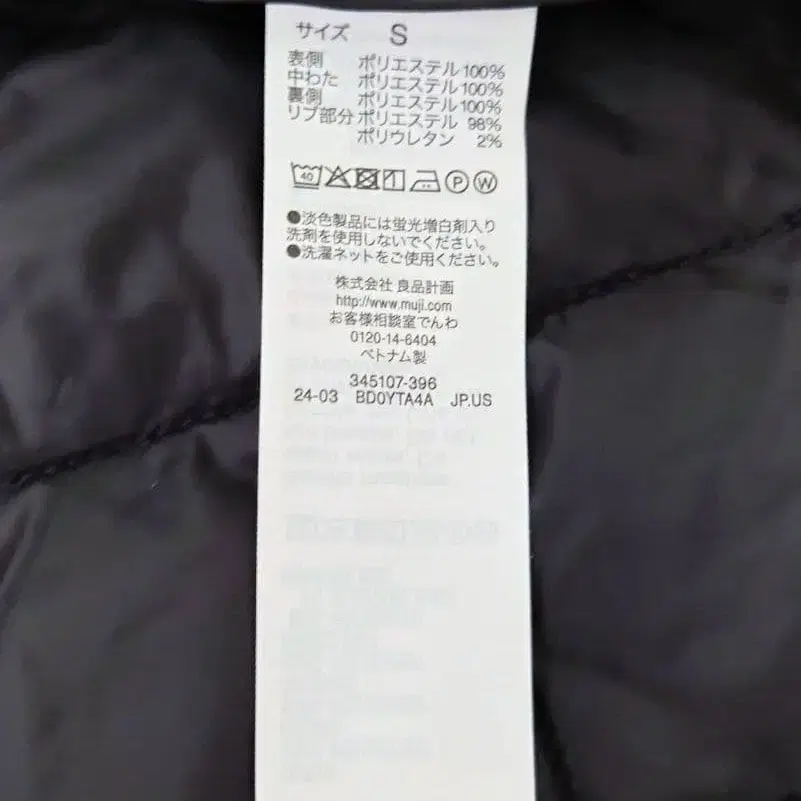 サイズ S
表側 ポリエステル100%
中わた ポリエステル100%
裏側 ポリエステル100%
リブ部分 ポリエステル 98%
ポリウレタン 2%
40 P W
●淡色製品には蛍光増白剤入り
洗剤を使用しないでください。
●洗濯ネットをご使用ください。
株式会社 良品計画
http://www.muji.com
お客様相談室でんわ
0120-14-6404
ベトナム製
345107-396
24-03 BD0YTA4A JP.US